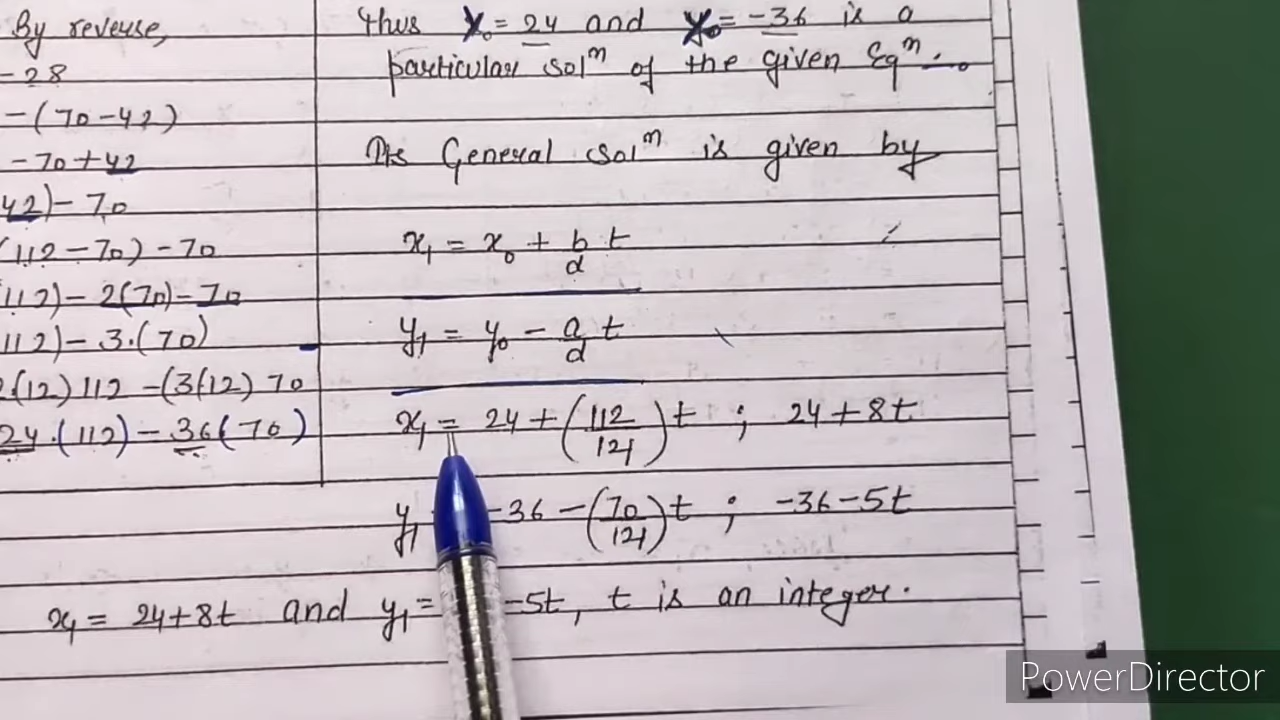 By reverse,
-28
-(70-42)
-70+42
42)-70
(112-70)-70
112)-2(70)-70
112)-3.(70)
(12)112-(3(12)70
24.(112)-36(70)
Thus x₀=24 and y₀=-36 is a
particular solⁿ of the given Eqⁿ.
Its General solⁿ is given by
x₁ = x₀ + b/d t
y₁ = y₀ - a/d t
x₁ = 24+(112/14)t ; 24+8t
y₁ -36-(70/14)t ; -36-5t
x₁ = 24+8t and y₁= -5t, t is an integer.
PowerDirector